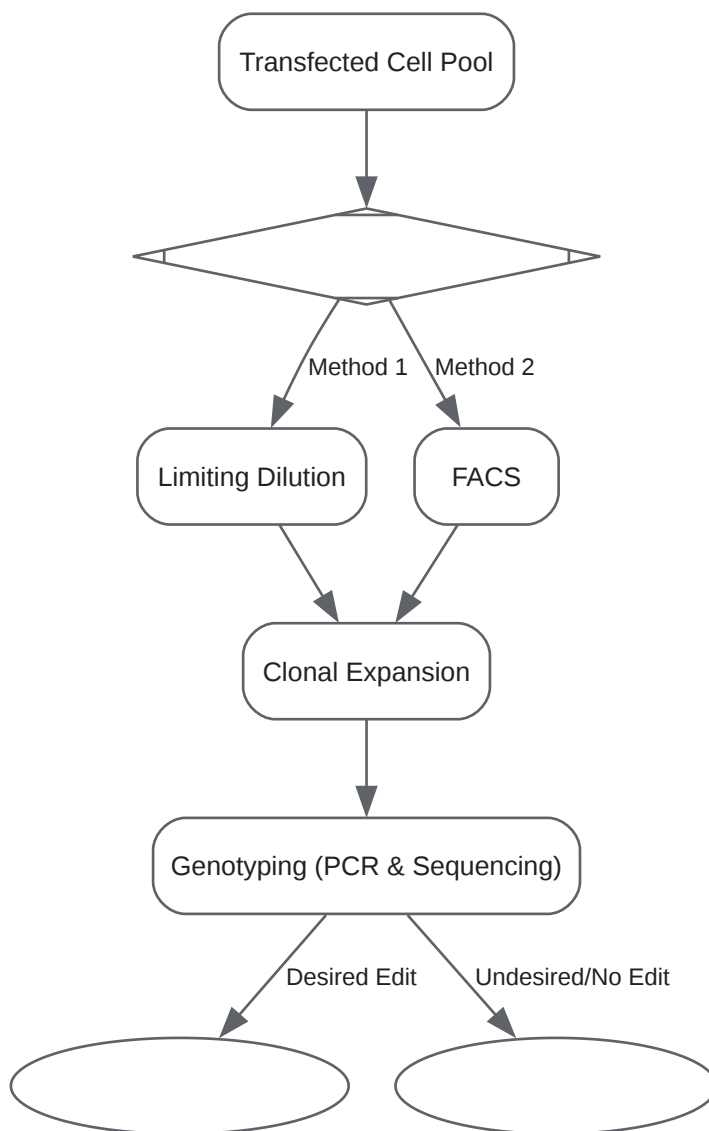 Transfected Cell Pool
Method 1
Method 2
Limiting Dilution
FACS
Clonal Expansion
Genotyping (PCR & Sequencing)
Desired Edit
Undesired/No Edit